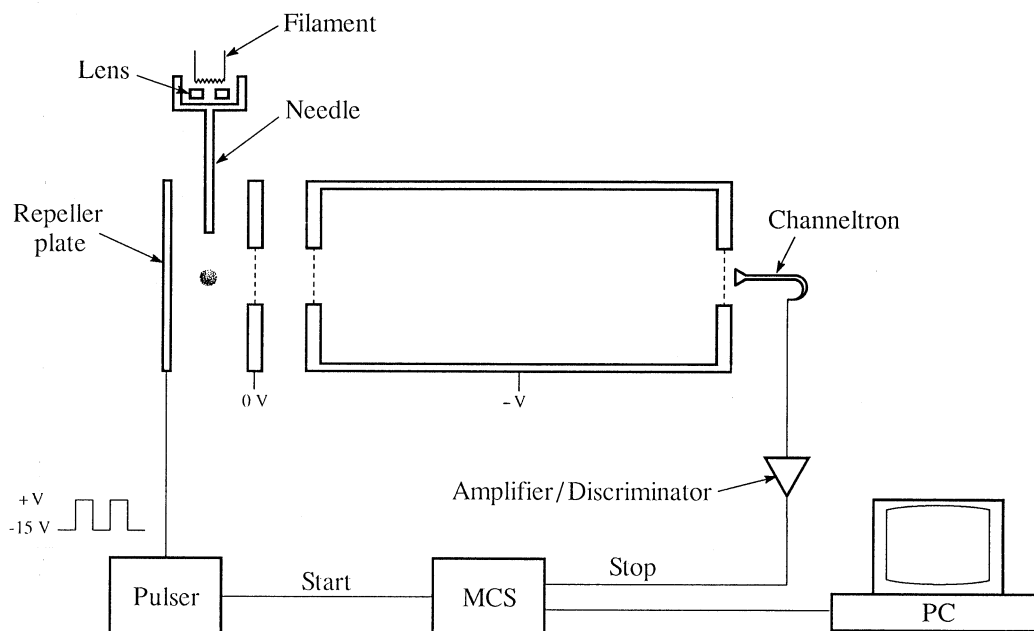 Filament
Lens
Needle
Repeller
plate
Channeltron
0 V
-V
Amplifier/Discriminator
+V
-15 V
Start
Stop
Pulser
MCS
PC